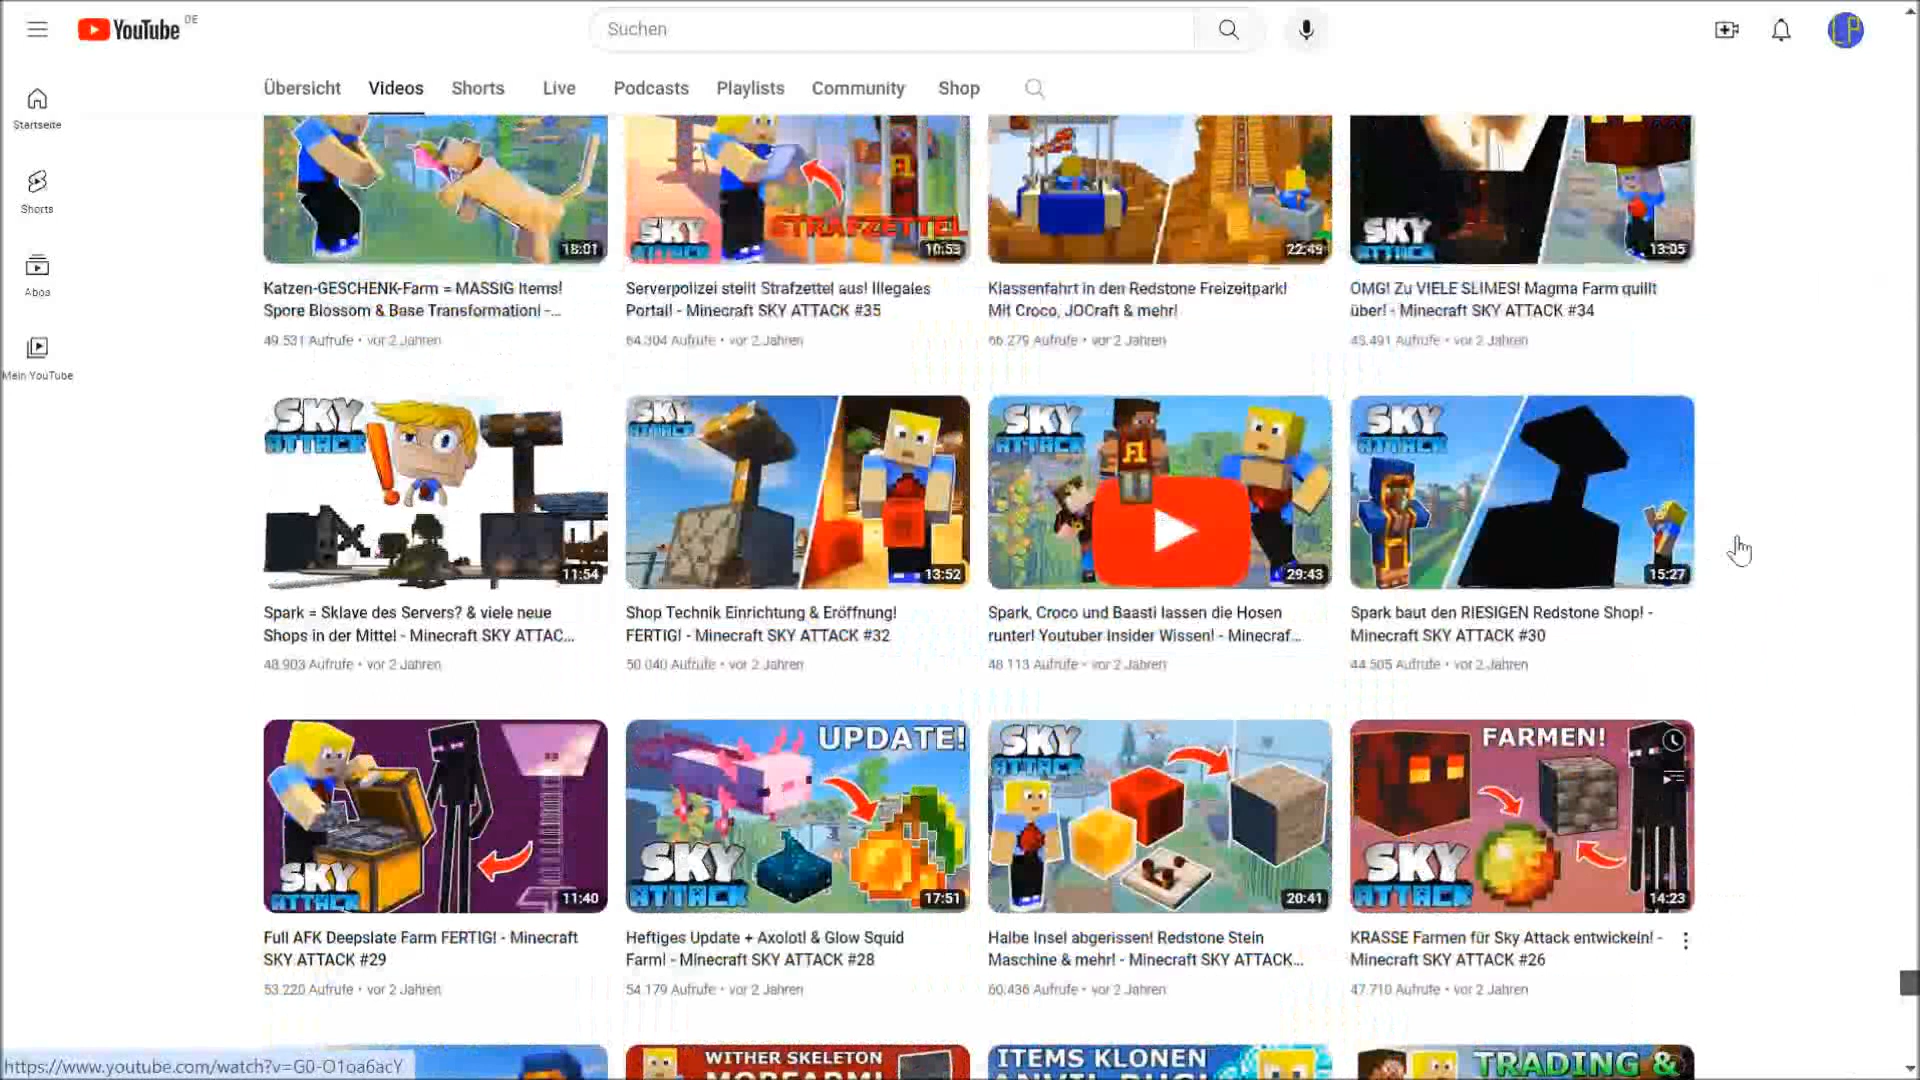 YouTube DE
Suchen
LP
Übersicht Videos Shorts Live Podcasts Playlists Community Shop
Startseite
Shorts
Abos
Mein YouTube
18:01
STRAFZETTEL
SKY
ATTACK
10:53
22:49
SKY
ATTACK
13:05
Katzen-GESCHENK-Farm = MASSIG Items!
Spore Blossom & Base Transformation! -...
49.531 Aufrufe • vor 2 Jahren
Serverpolizei stellt Strafzettel aus! Illegales
Portal! - Minecraft SKY ATTACK #35
64.304 Aufrufe • vor 2 Jahren
Klassenfahrt in den Redstone Freizeitpark!
Mit Croco, JOCraft & mehr!
66.279 Aufrufe • vor 2 Jahren
OMG! Zu VIELE SLIMES! Magma Farm quillt
über! - Minecraft SKY ATTACK #34
Aufrufe • vor 2 Jahren
SKY
ATTACK
11:54
SKY
ATTACK
13:52
SKY
ATTACK
29:43
SKY
ATTACK
15:27
Spark = Sklave des Servers? & viele neue
Shops in der Mittel - Minecraft SKY ATTAC...
48.903 Aufrufe • vor 2 Jahren
Shop Technik Einrichtung & Eröffnung!
FERTIG! - Minecraft SKY ATTACK #32
50.040 Aufrufe • vor 2 Jahren
Spark, Croco und Baasti lassen die Hosen
runter! Youtuber Insider Wissen! - Minecraf...
48.113 Aufrufe • vor 2 Jahren
Spark baut den RIESIGEN Redstone Shop! -
Minecraft SKY ATTACK #30
44.505 Aufrufe • vor 2 Jahren
SKY
ATTACK
11:40
UPDATE!
SKY
ATTACK
17:51
SKY
ATTACK
20:41
FARMEN!
SKY
ATTACK
14:23
Full AFK Deepslate Farm FERTIG! - Minecraft
SKY ATTACK #29
53.220 Aufrufe • vor 2 Jahren
Heftiges Update + Axolotl & Glow Squid
Farm! - Minecraft SKY ATTACK #28
54.179 Aufrufe • vor 2 Jahren
Halbe Insel abgerissen! Redstone Stein
Maschine & mehr! - Minecraft SKY ATTACK...
60.436 Aufrufe • vor 2 Jahren
KRASSE Farmen für Sky Attack entwickeln! -
Minecraft SKY ATTACK #26
47.710 Aufrufe • vor 2 Jahren
WITHER SKELETON
MOBFARM!
ITEMS KLONEN
ANVIL BUG!
TRADING &
https://www.youtube.com/watch?v=G0-O1oa6acY